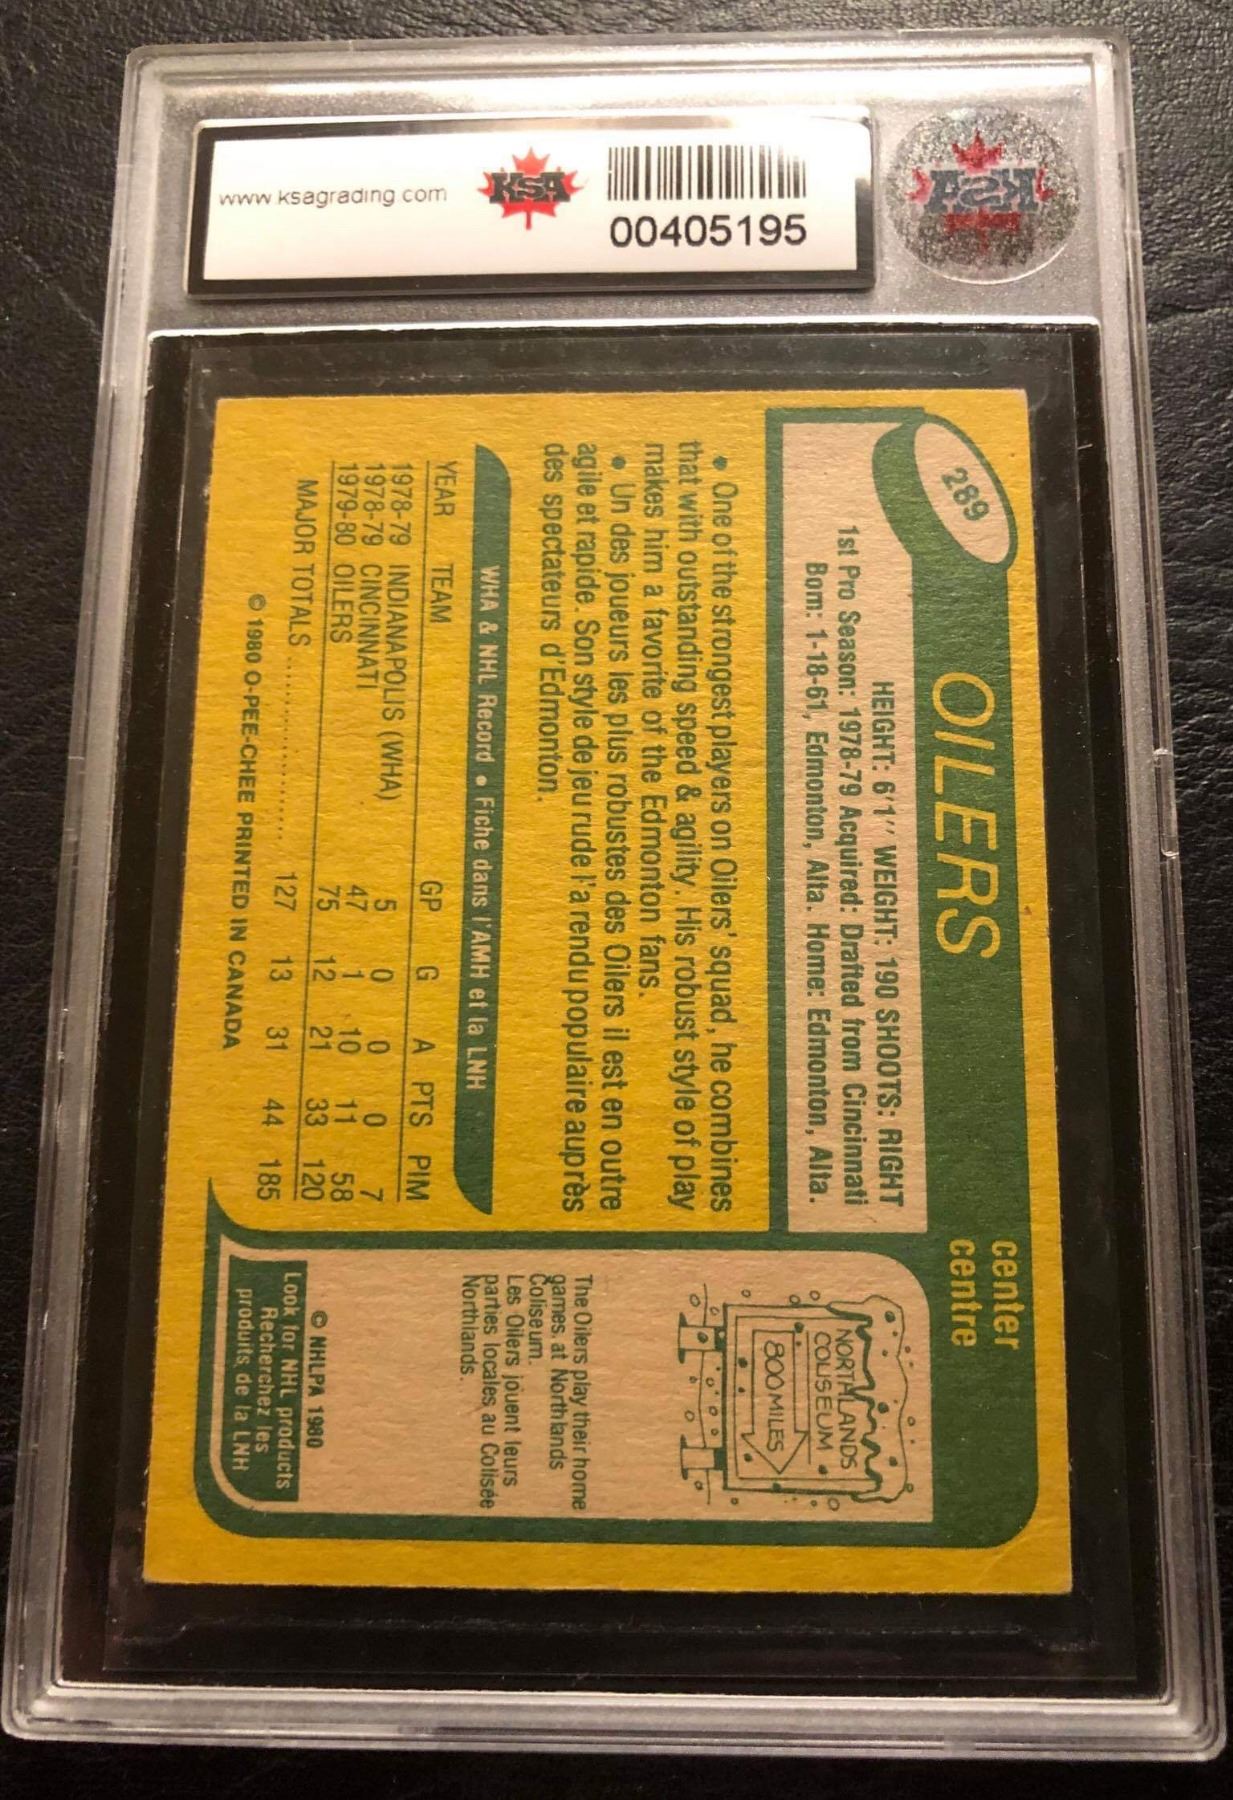 www.ksagrading.com
KSA
00405195
KSA
289
OILERS
center
centre
HEIGHT: 6'1'' WEIGHT: 190 SHOOTS: RIGHT
1st Pro Season: 1978-79 Acquired: Drafted from Cincinnati
Born: 1-18-61, Edmonton, Alta. Home: Edmonton, Alta.
• One of the strongest players on Oilers' squad, he combines
that with outstanding speed & agility. His robust style of play
makes him a favorite of the Edmonton fans.
• Un des joueurs les plus robustes des Oilers il est en outre
agile et rapide. Son style de jeu rude l'a rendu populaire auprès
des spectateurs d'Edmonton.
WHA & NHL Record • Fiche dans l'AMH et la LNH
YEAR TEAM GP G A PTS PIM
1978-79 INDIANAPOLIS (WHA) 5 0 0 0 7
1978-79 CINCINNATI 47 1 10 11 58
1979-80 OILERS 75 12 21 33 120
MAJOR TOTALS ................ 127 13 31 44 185
© 1980 O-PEE-CHEE PRINTED IN CANADA
NORTHLANDS
COLISEUM
800 MILES
The Oilers play their home
games, at Northlands
Coliseum.
Les Oilers jouent leurs
parties locales au Colisée
Northlands.
© NHLPA 1980
Look for NHL products
Recherchez les
produits, de la LNH